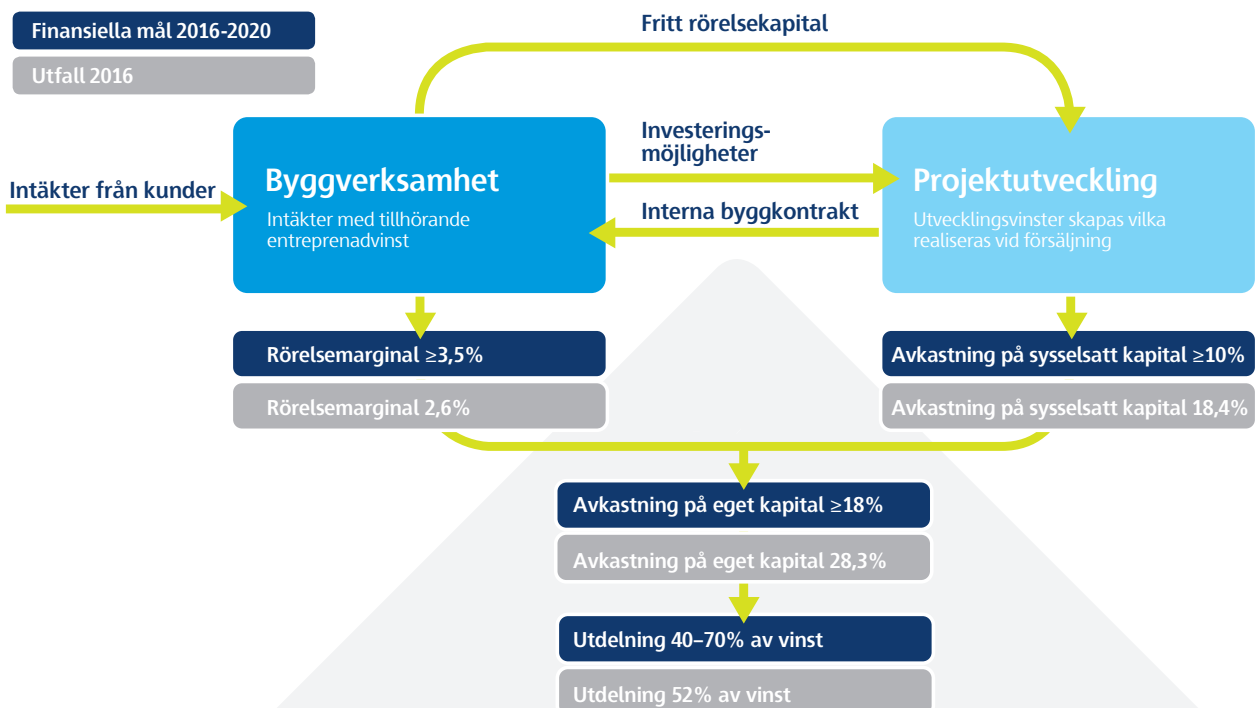 Finansiella mål 2016-2020
Utfall 2016
Fritt rörelsekapital
Intäkter från kunder
Byggverksamhet
Intäkter med tillhörande
entreprenadvinst
Investerings-
möjligheter
Interna byggkontrakt
Projektutveckling
Utvecklingsvinster skapas vilka
realiseras vid försäljning
Rörelsemarginal ≥3,5%
Rörelsemarginal 2,6%
Avkastning på sysselsatt kapital ≥10%
Avkastning på sysselsatt kapital 18,4%
Avkastning på eget kapital ≥18%
Avkastning på eget kapital 28,3%
Utdelning 40–70% av vinst
Utdelning 52% av vinst